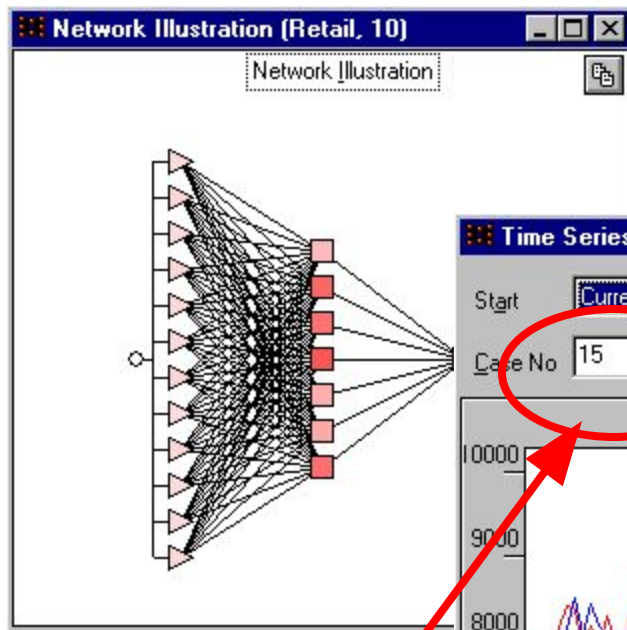 Network Illustration (Retail, 10)
Network Illustration
Time Series
Start
Curre
Case No
15
10000
9000
8000